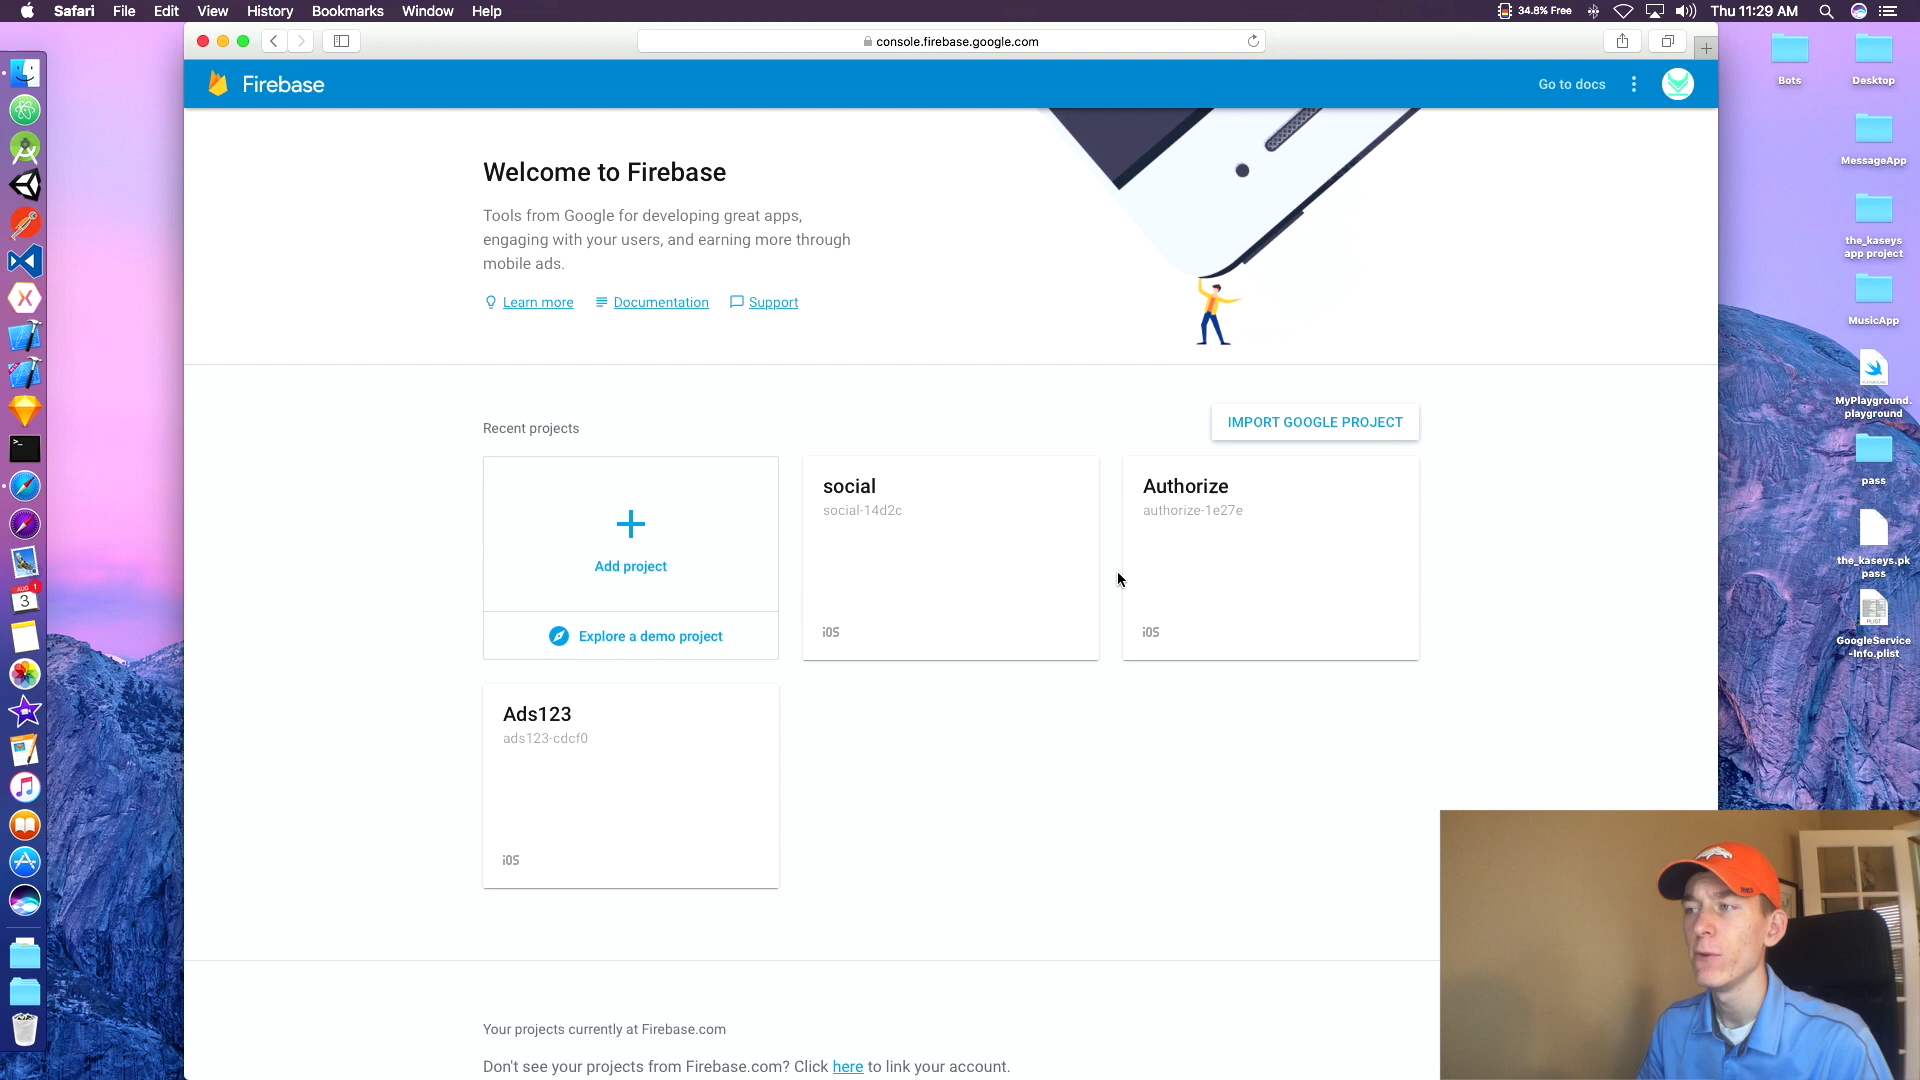 Safari File Edit View History Bookmarks Window Help
34.8% Free
Thu 11:29 AM
console.firebase.google.com
Firebase
Go to docs
Welcome to Firebase
Tools from Google for developing great apps,
engaging with your users, and earning more through
mobile ads.
Learn more
Documentation
Support
Recent projects
IMPORT GOOGLE PROJECT
Add project
Explore a demo project
social
social-14d2c
iOS
Authorize
authorize-1e27e
iOS
Ads123
ads123-cdcf0
iOS
Your projects currently at Firebase.com
Don't see your projects from Firebase.com? Click here to link your account.
Bots
Desktop
MessageApp
the_kaseys
app project
MusicApp
MyPlayground.
playground
pass
the_kaseys.pk
pass
PLIST
GoogleService
-Info.plist
AUG
3
1